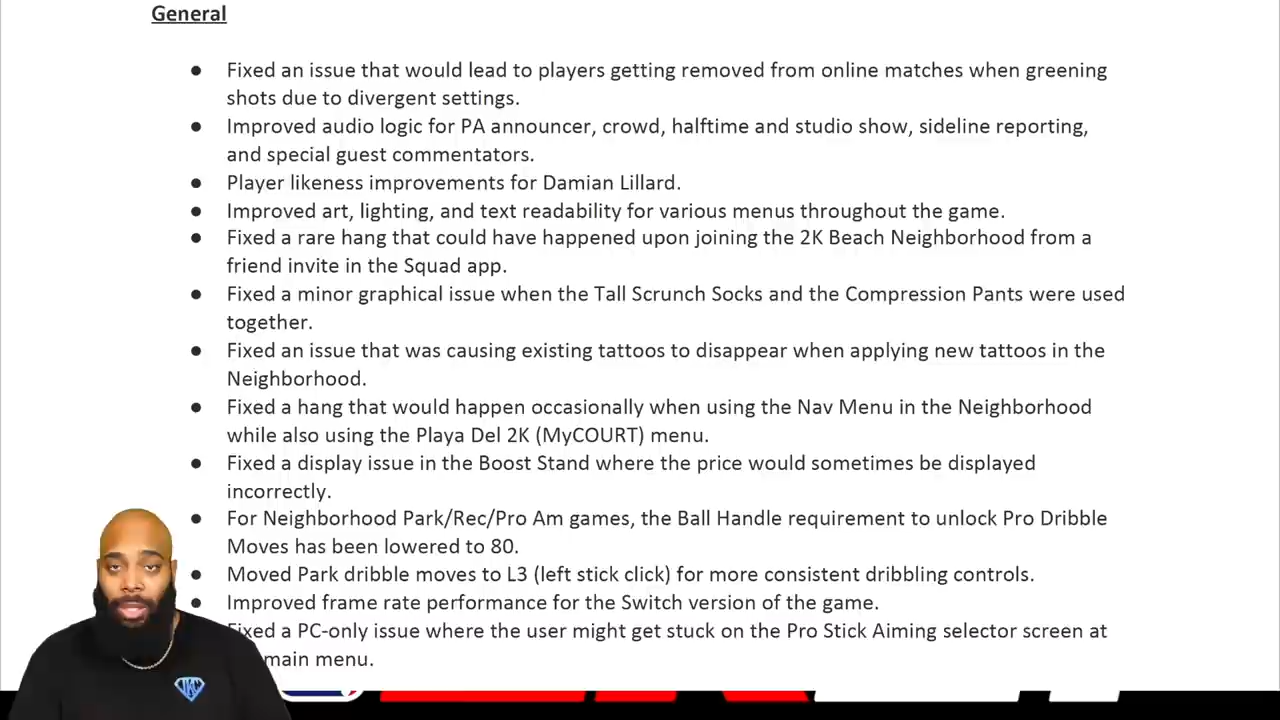 General
● Fixed an issue that would lead to players getting removed from online matches when greening
shots due to divergent settings.
● Improved audio logic for PA announcer, crowd, halftime and studio show, sideline reporting,
and special guest commentators.
● Player likeness improvements for Damian Lillard.
● Improved art, lighting, and text readability for various menus throughout the game.
● Fixed a rare hang that could have happened upon joining the 2K Beach Neighborhood from a
friend invite in the Squad app.
● Fixed a minor graphical issue when the Tall Scrunch Socks and the Compression Pants were used
together.
● Fixed an issue that was causing existing tattoos to disappear when applying new tattoos in the
Neighborhood.
● Fixed a hang that would happen occasionally when using the Nav Menu in the Neighborhood
while also using the Playa Del 2K (MyCOURT) menu.
● Fixed a display issue in the Boost Stand where the price would sometimes be displayed
incorrectly.
● For Neighborhood Park/Rec/Pro Am games, the Ball Handle requirement to unlock Pro Dribble
Moves has been lowered to 80.
● Moved Park dribble moves to L3 (left stick click) for more consistent dribbling controls.
● Improved frame rate performance for the Switch version of the game.
Fixed a PC-only issue where the user might get stuck on the Pro Stick Aiming selector screen at
main menu.